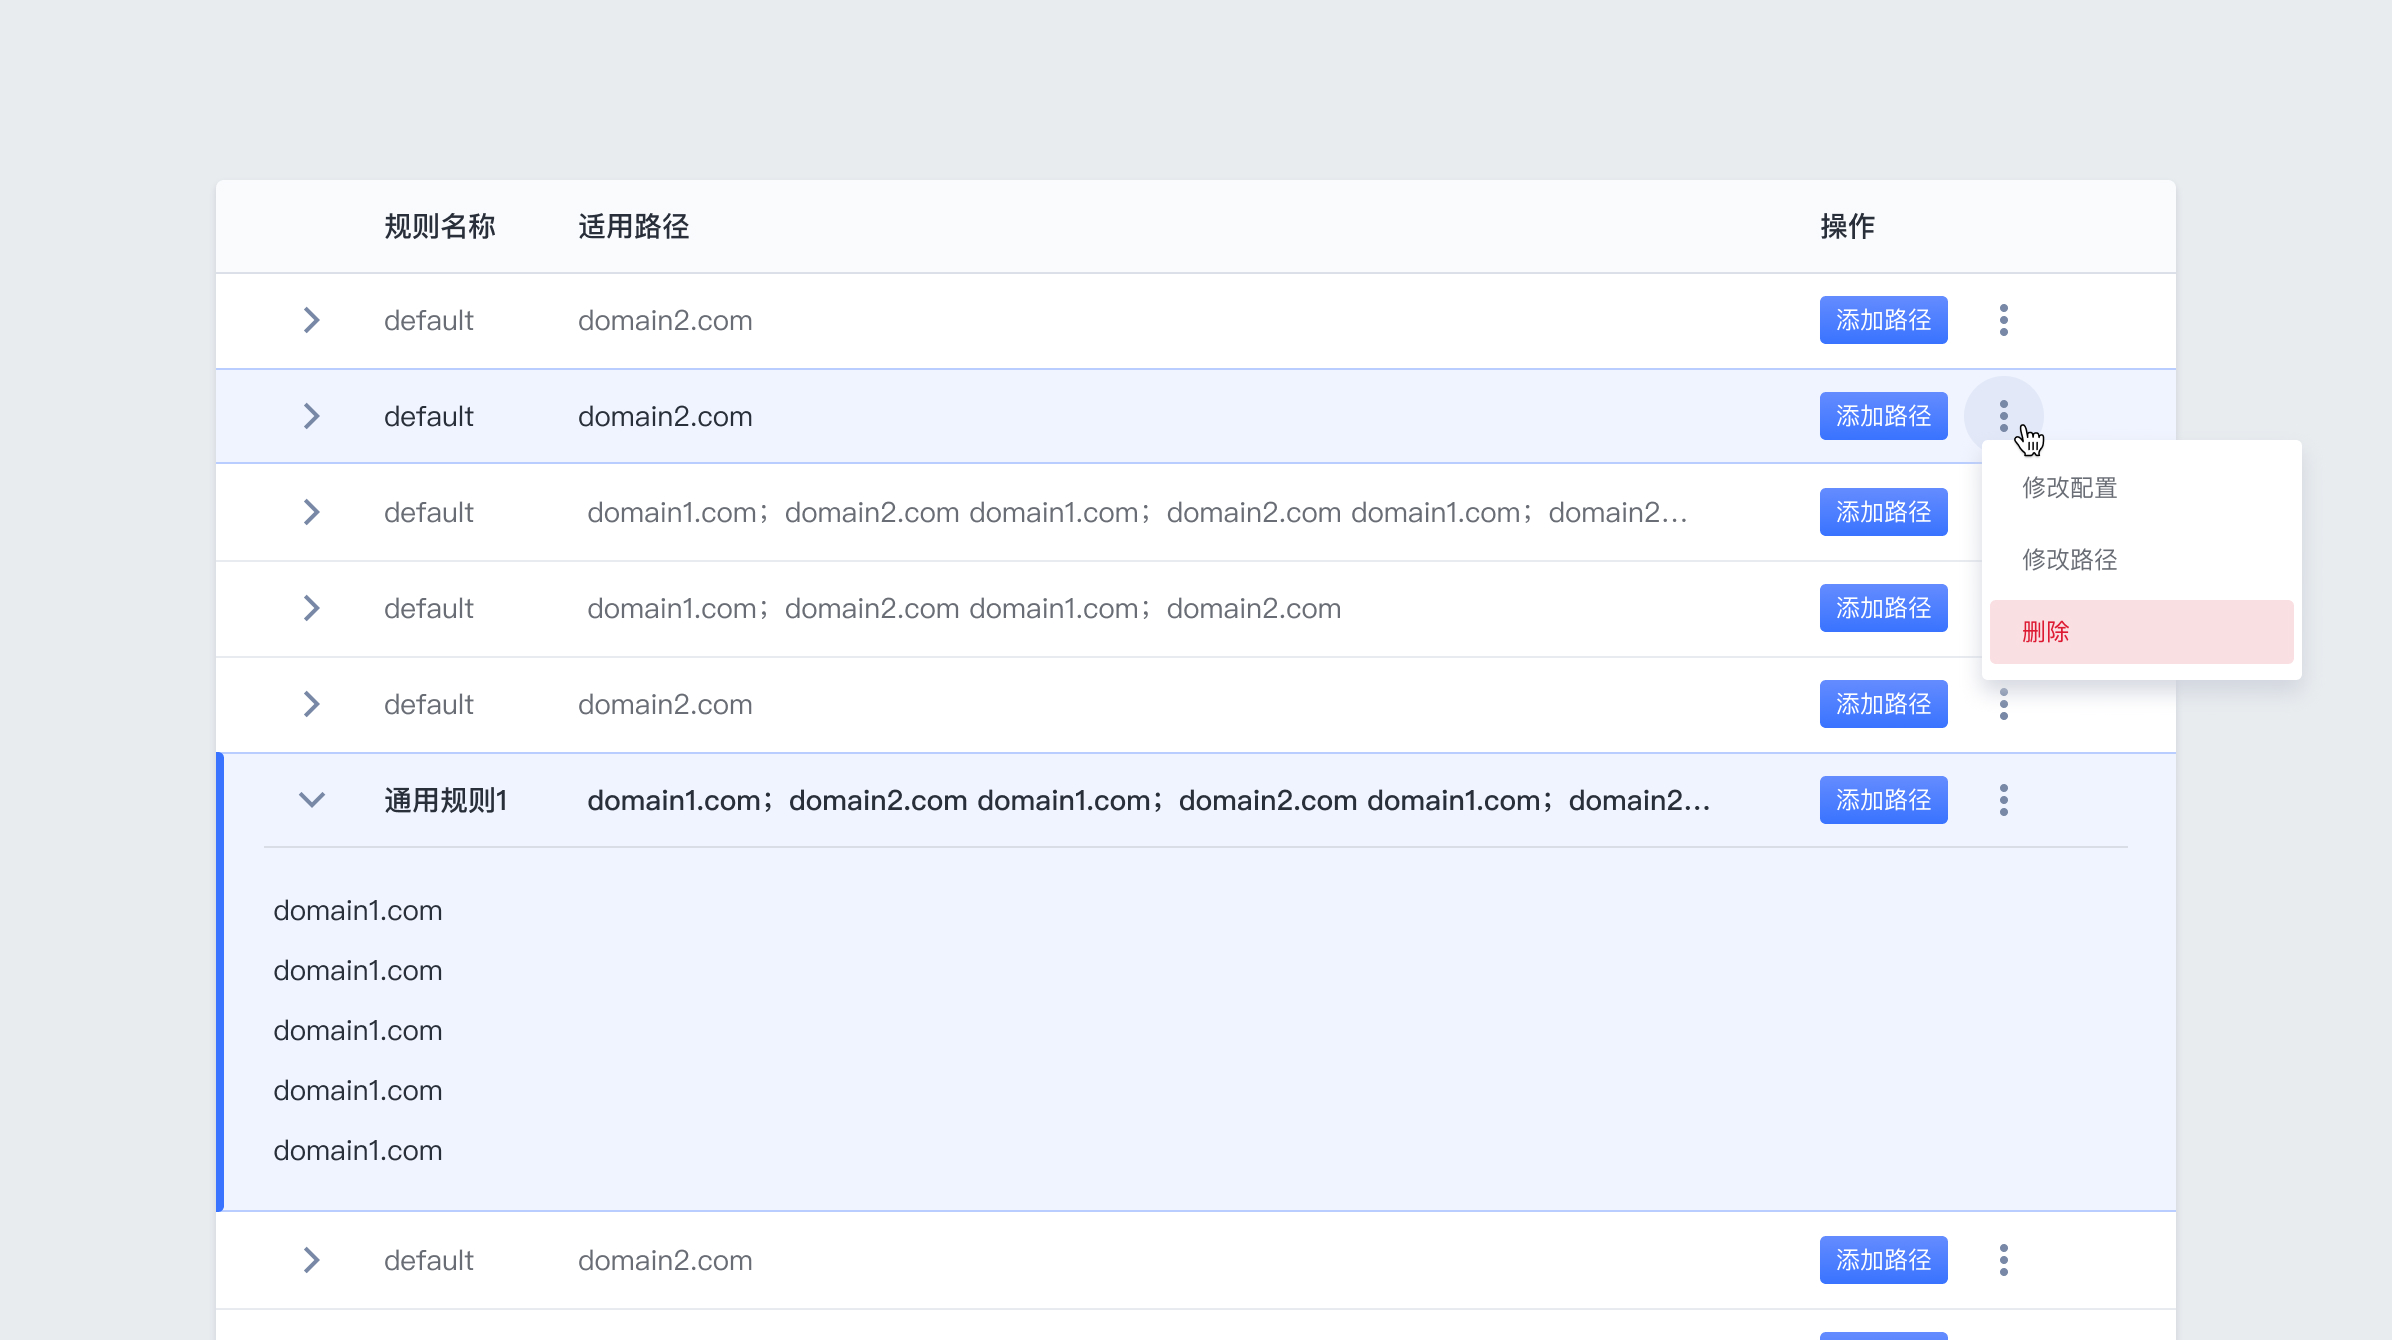 规则名称 适用路径 操作
default domain2.com 添加路径
default domain2.com 添加路径
修改配置
修改路径
删除
default domain1.com；domain2.com domain1.com；domain2.com domain1.com；domain2... 添加路径
default domain1.com；domain2.com domain1.com；domain2.com 添加路径
default domain2.com 添加路径
通用规则1 domain1.com；domain2.com domain1.com；domain2.com domain1.com；domain2... 添加路径
domain1.com
domain1.com
domain1.com
domain1.com
domain1.com
default domain2.com 添加路径